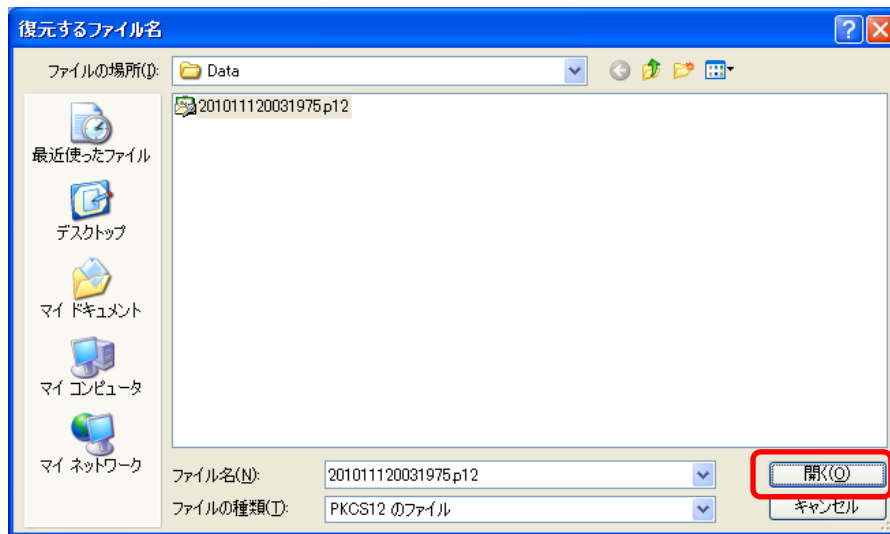 復元するファイル名
ファイルの場所(I):
Data
201011120031975.p12
最近使ったファイル
デスクトップ
マイ ドキュメント
マイ コンピュータ
マイ ネットワーク
ファイル名(N):
201011120031975.p12
開く(O)
ファイルの種類(T):
PKCS12 のファイル
キャンセル